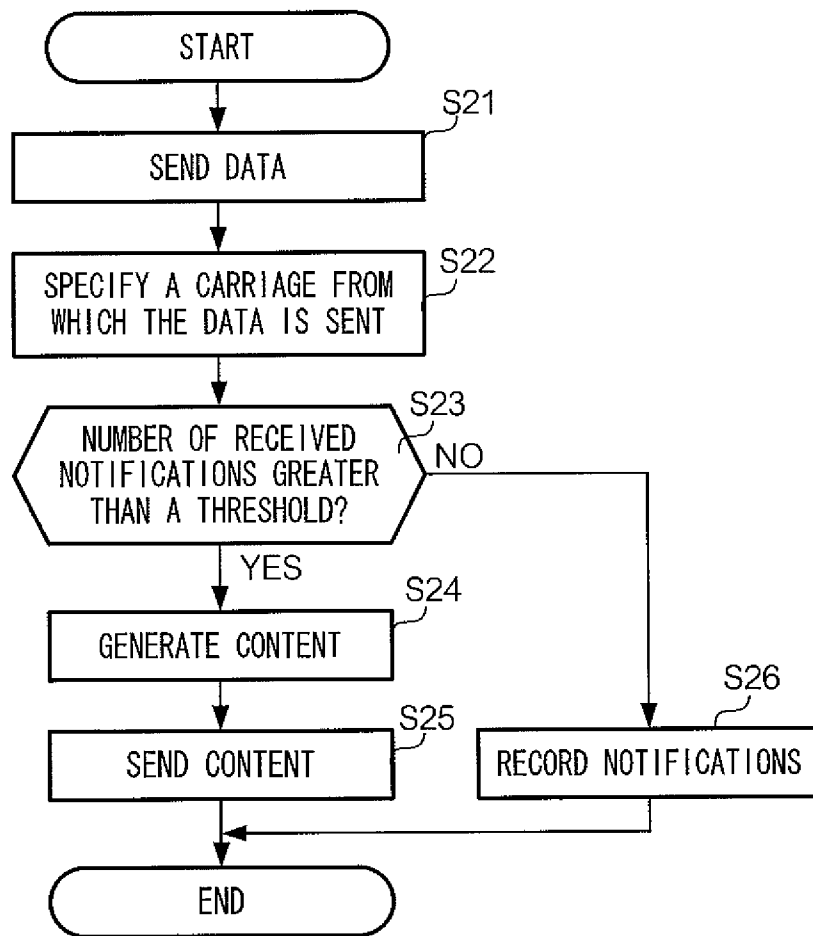 START
S21
SEND DATA
S22
SPECIFY A CARRIAGE FROM
WHICH THE DATA IS SENT
S23
NUMBER OF RECEIVED
NOTIFICATIONS GREATER
THAN A THRESHOLD?
NO
YES
S24
GENERATE CONTENT
S25
SEND CONTENT
S26
RECORD NOTIFICATIONS
END